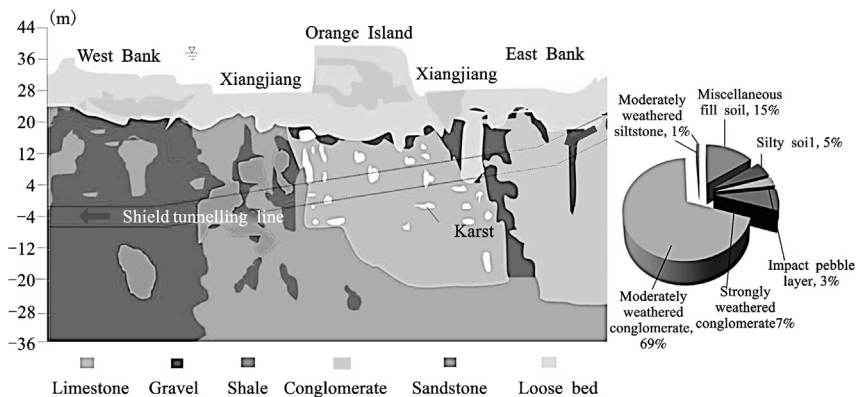 (m)
44
36
28
20
12
4
−4
−12
−20
−28
−36
West Bank
Orange Island
East Bank
Xiangjiang
Xiangjiang
Shield tunnelling line
Karst
Limestone
Gravel
Shale
Conglomerate
Sandstone
Loose bed
Moderately
weathered
siltstone, 1%
Miscellaneous
fill soil, 15%
Silty soi1, 5%
Impact pebble
layer, 3%
Strongly
weathered
conglomerate7%
Moderately
weathered
conglomerate,
69%